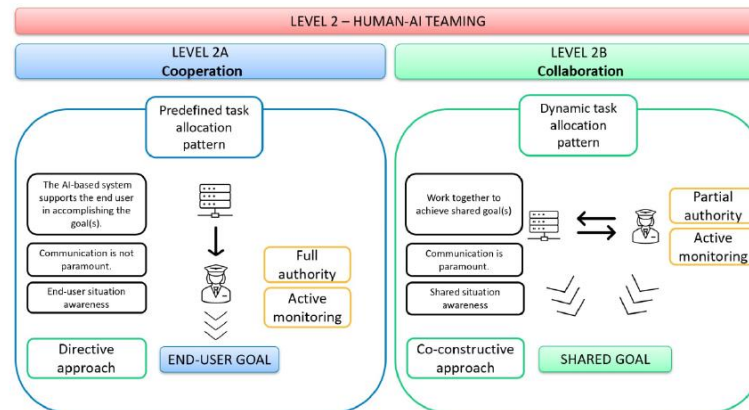 LEVEL 2 – HUMAN-AI TEAMING
LEVEL 2A
Cooperation
Predefined task
allocation
pattern
The AI-based system
supports the end user
in accomplishing the
goal(s).
Communication is not
paramount.
End-user situation
awareness
Full
authority
Active
monitoring
Directive
approach
END-USER GOAL
LEVEL 2B
Collaboration
Dynamic task
allocation
pattern
Work together to
achieve shared goal(s)
Communication is
paramount.
Shared situation
awareness
Partial
authority
Active
monitoring
Co-constructive
approach
SHARED GOAL